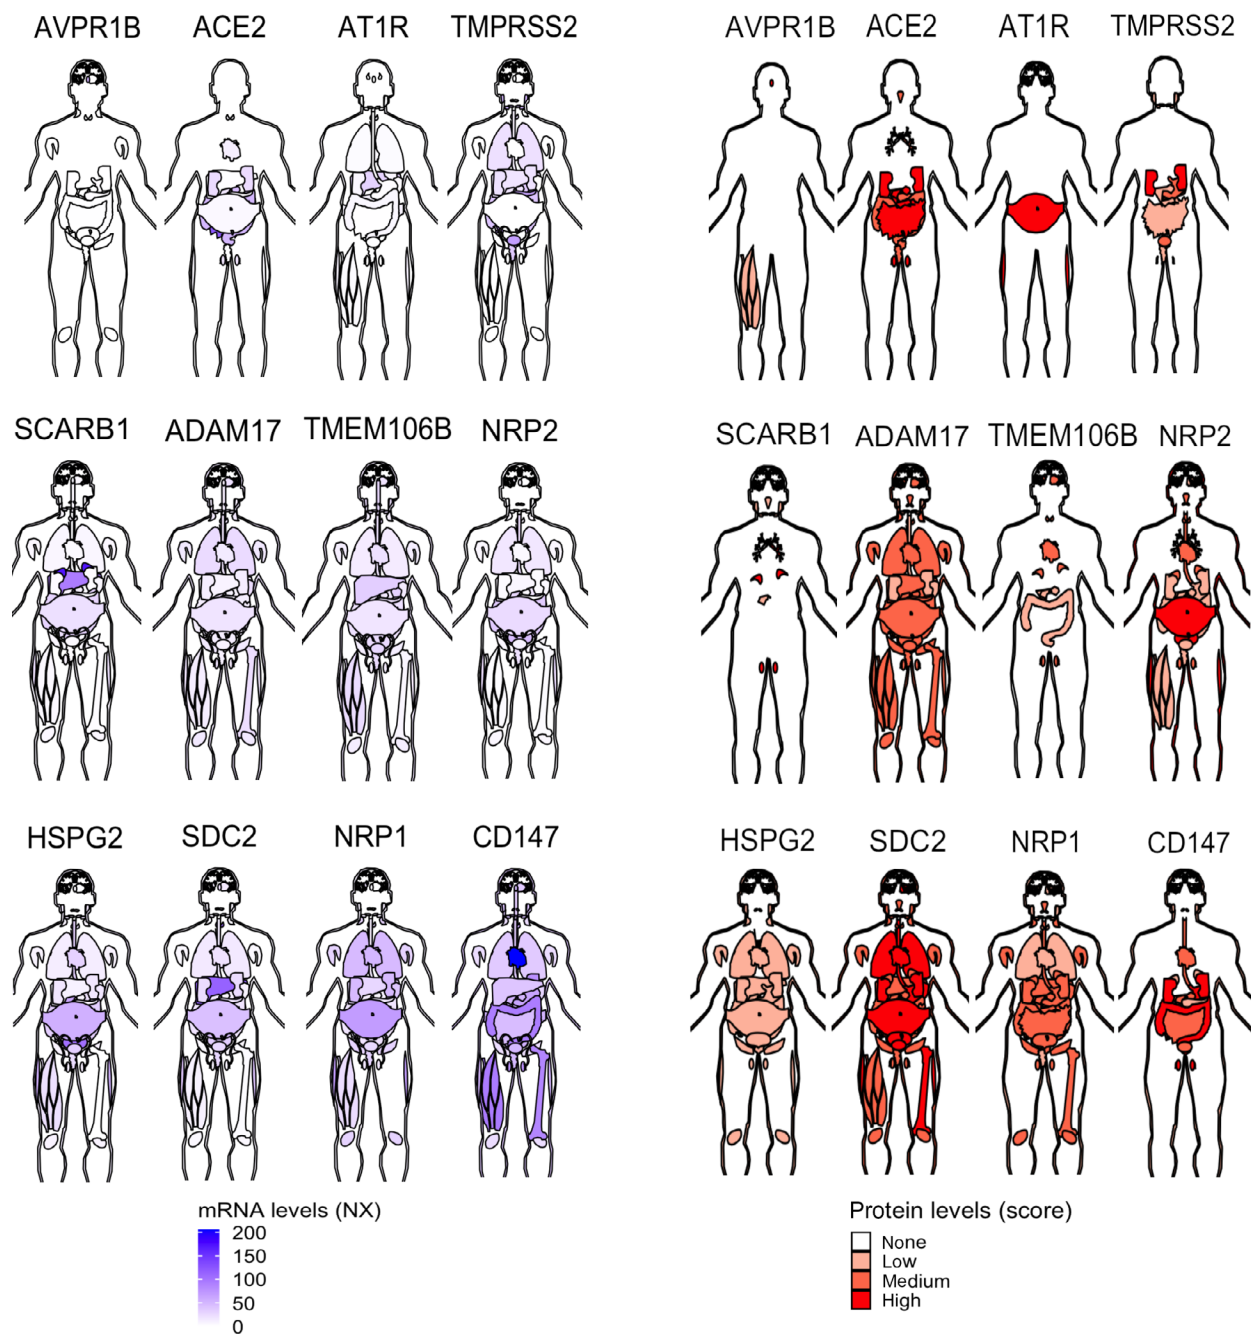 AVPR1B ACE2 AT1R TMPRSS2 AVPR1B ACE2 AT1R TMPRSS2
SCARB1 ADAM17 TMEM106B NRP2 SCARB1 ADAM17 TMEM106B NRP2
HSPG2 SDC2 NRP1 CD147 HSPG2 SDC2 NRP1 CD147
mRNA levels (NX)
200
150
100
50
0
Protein levels (score)
None
Low
Medium
High